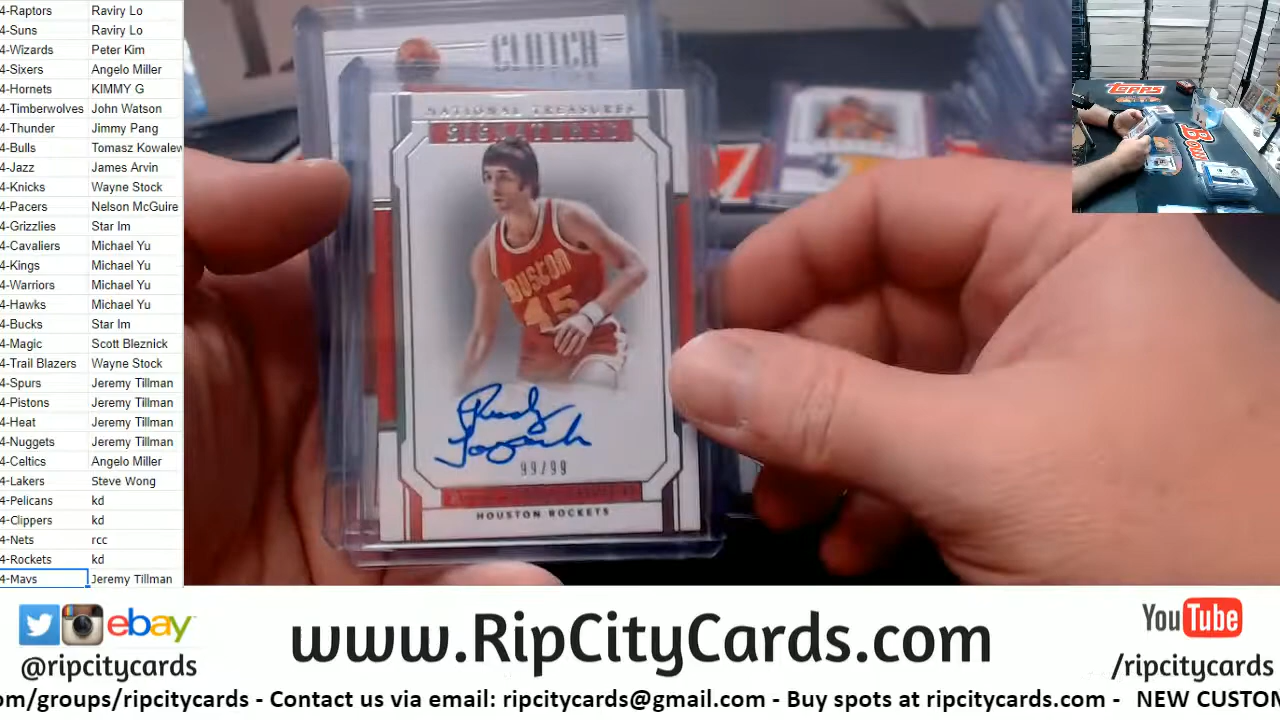 4-Raptors Raviry Lo
4-Suns Raviry Lo
4-Wizards Peter Kim
4-Sixers Angelo Miller
4-Hornets KIMMY G
4-Timberwolves John Watson
4-Thunder Jimmy Pang
4-Bulls Tomasz Kowalew
4-Jazz James Arvin
4-Knicks Wayne Stock
4-Pacers Nelson McGuire
4-Grizzlies Star Im
4-Cavaliers Michael Yu
4-Kings Michael Yu
4-Warriors Michael Yu
4-Hawks Michael Yu
4-Bucks Star Im
4-Magic Scott Bleznick
4-Trail Blazers Wayne Stock
4-Spurs Jeremy Tillman
4-Pistons Jeremy Tillman
4-Heat Jeremy Tillman
4-Nuggets Jeremy Tillman
4-Celtics Angelo Miller
4-Lakers Steve Wong
4-Pelicans kd
4-Clippers kd
4-Nets rcc
4-Rockets kd
4-Mavs Jeremy Tillman
CLUTCH
NATIONAL TREASURES
SIGNATURES
HOUSTON
45
Rudy
99/99
HOUSTON ROCKETS
TOPPS
ebay
@ripcitycards
www.RipCityCards.com
YouTube
/ripcitycards
om/groups/ripcitycards - Contact us via email: ripcitycards@gmail.com - Buy spots at ripcitycards.com - NEW CUSTOM